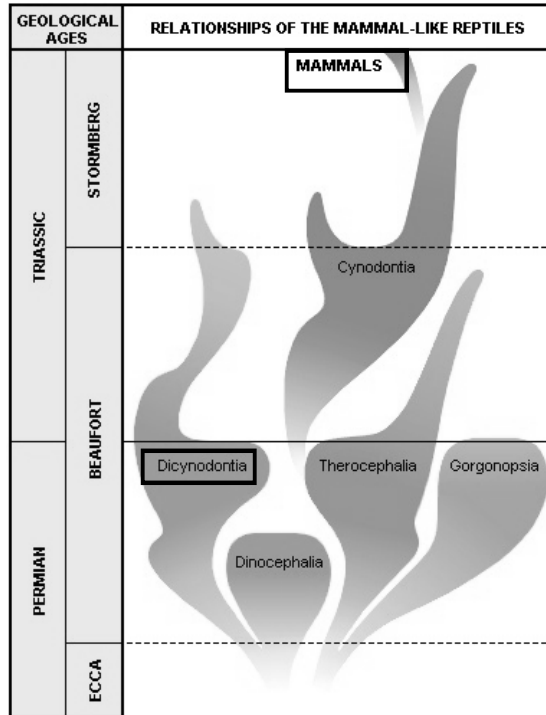 GEOLOGICAL
AGES
RELATIONSHIPS OF THE MAMMAL-LIKE REPTILES
TRIASSIC
PERMIAN
STORMBERG
BEAUFORT
ECCA
MAMMALS
Cynodontia
Dicynodontia
Therocephalia
Gorgonopsia
Dinocephalia